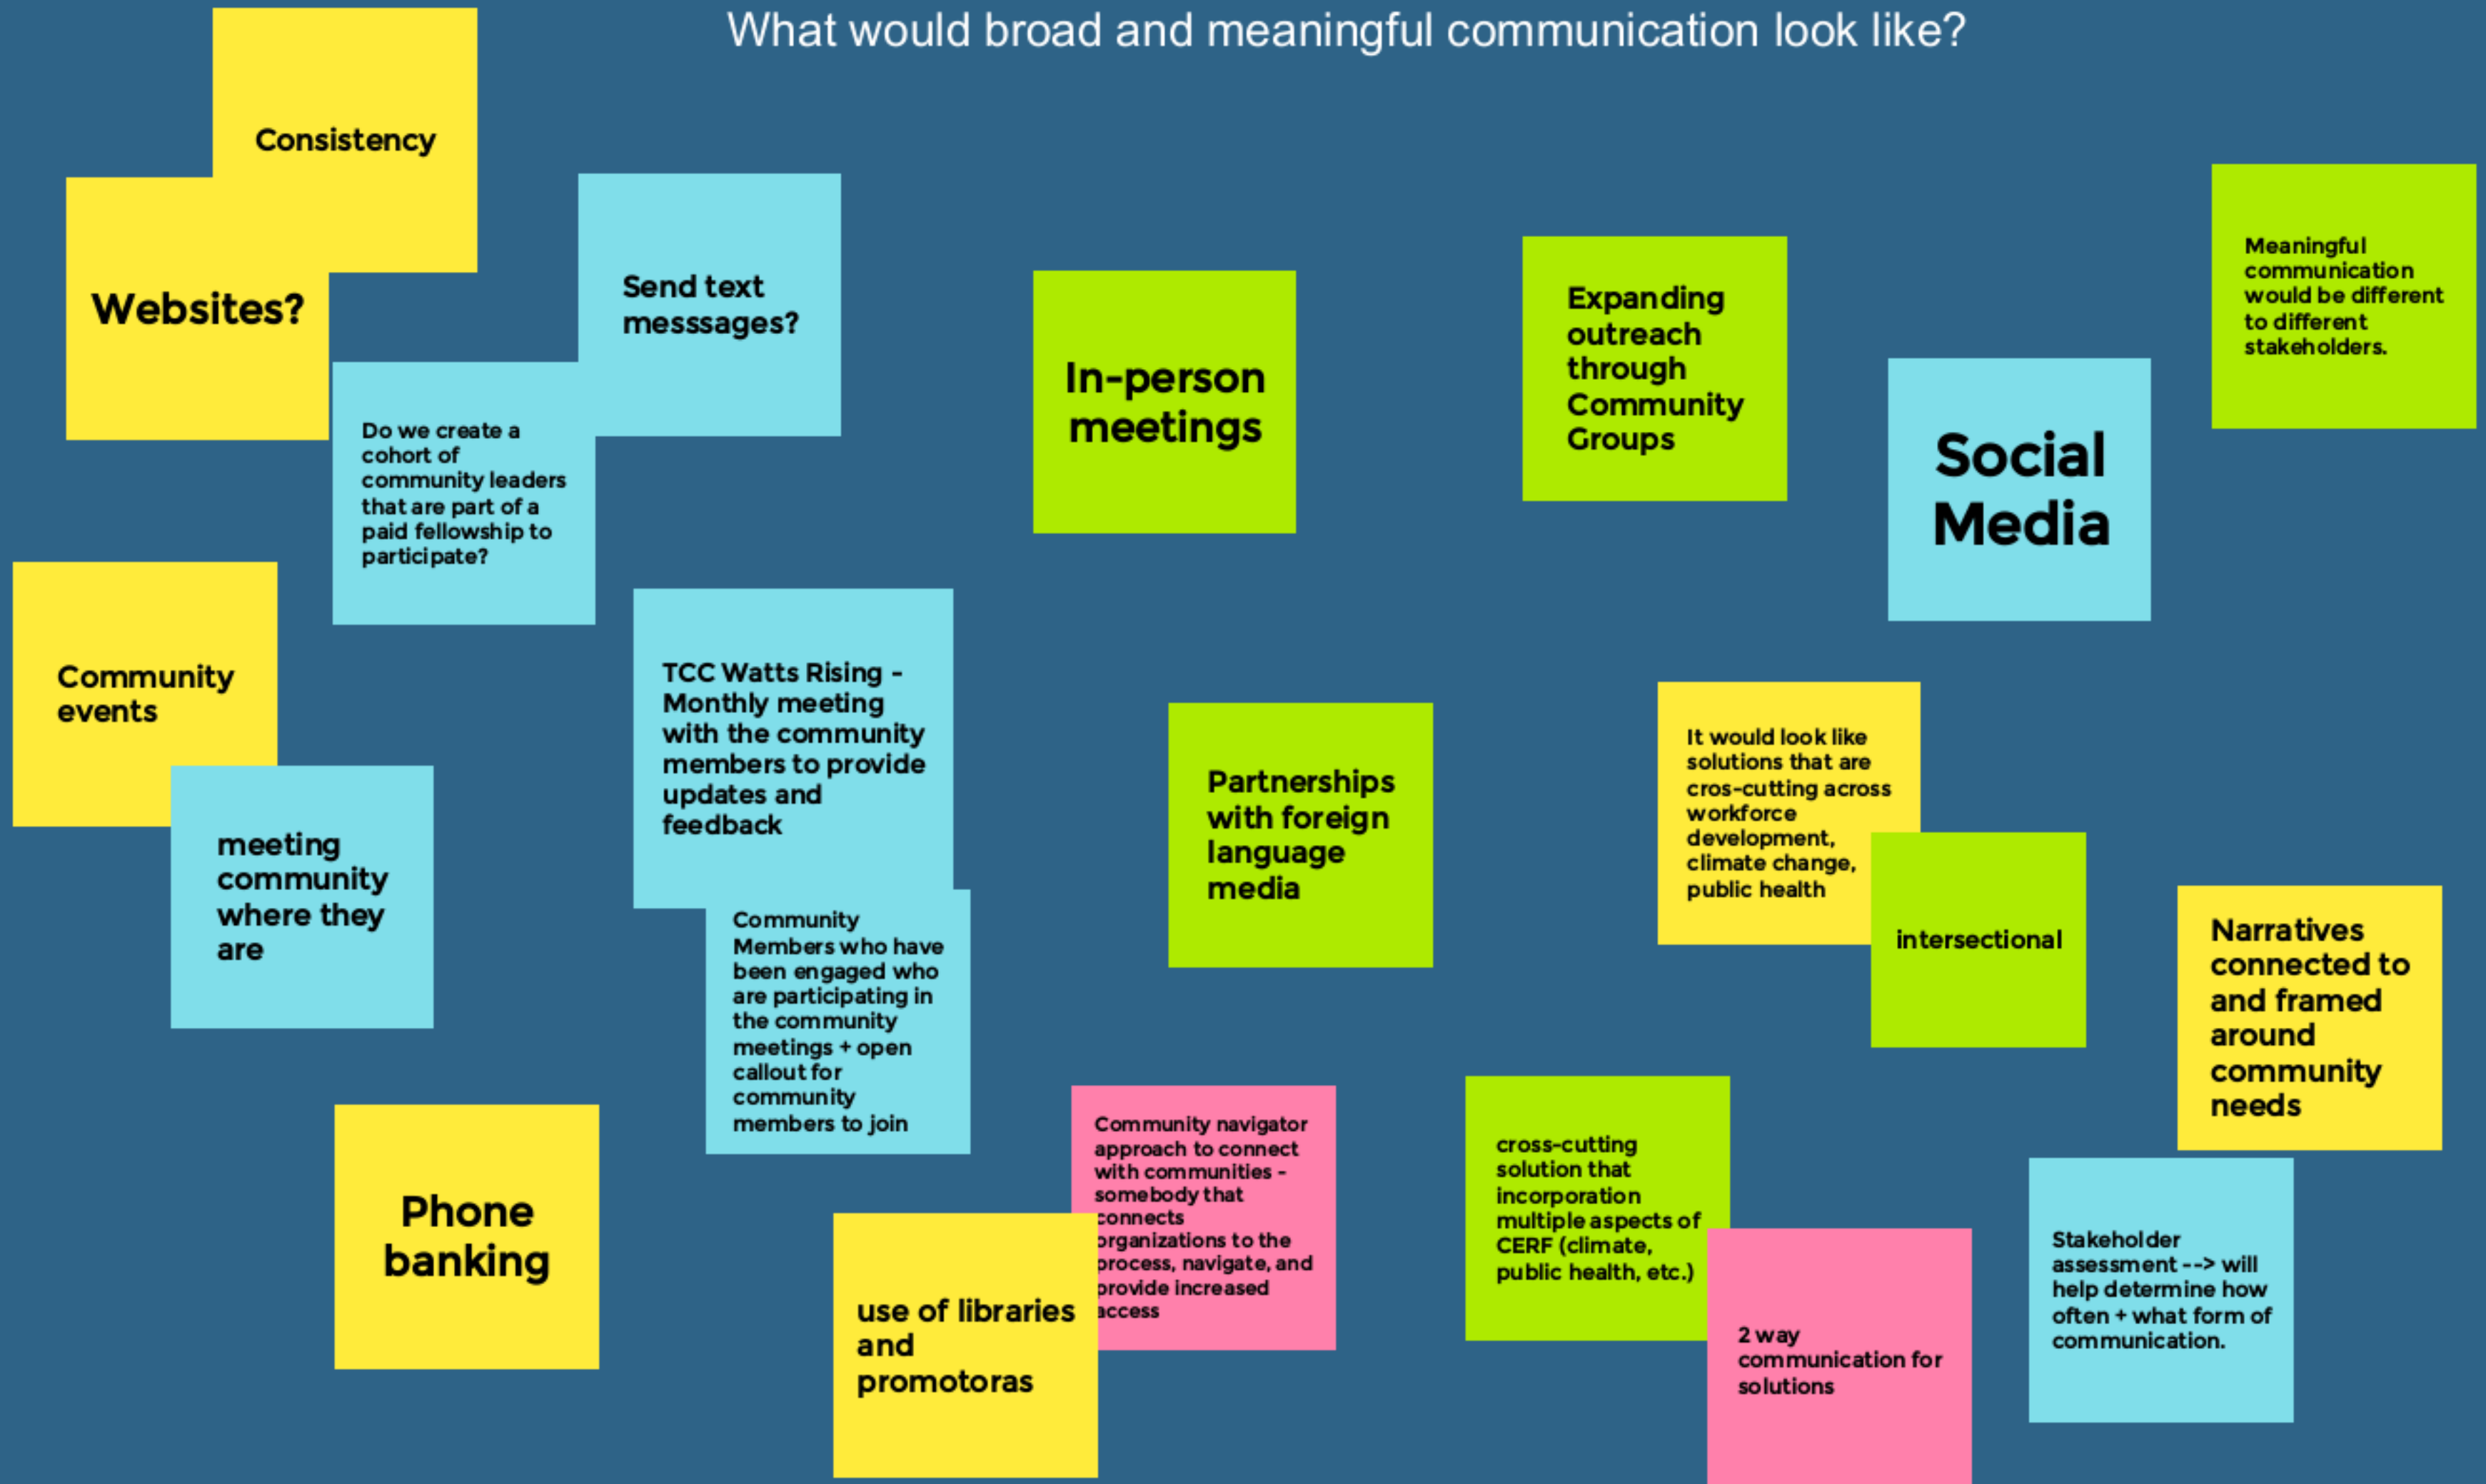 What would broad and meaningful communication look like?
Consistency
Websites?
Send text
messsages?
Do we create a
cohort of
community leaders
that are part of a
paid fellowship to
participate?
In-person
meetings
Expanding
outreach
through
Community
Groups
Meaningful
communication
would be different
to different
stakeholders.
Social
Media
Community
events
meeting
community
where they
are
TCC Watts Rising -
Monthly meeting
with the community
members to provide
updates and
feedback
Community
Members who have
been engaged who
are participating in
the community
meetings + open
callout for
community
members to join
Partnerships
with foreign
language
media
It would look like
solutions that are
cros-cutting across
workforce
development,
climate change,
public health
intersectional
Narratives
connected to
and framed
around
community
needs
Phone
banking
use of libraries
and
promotoras
Community navigator
approach to connect
with communities -
somebody that
connects
organizations to the
process, navigate, and
provide increased
access
cross-cutting
solution that
incorporation
multiple aspects of
CERF (climate,
public health, etc.)
2 way
communication for
solutions
Stakeholder
assessment --> will
help determine how
often + what form of
communication.